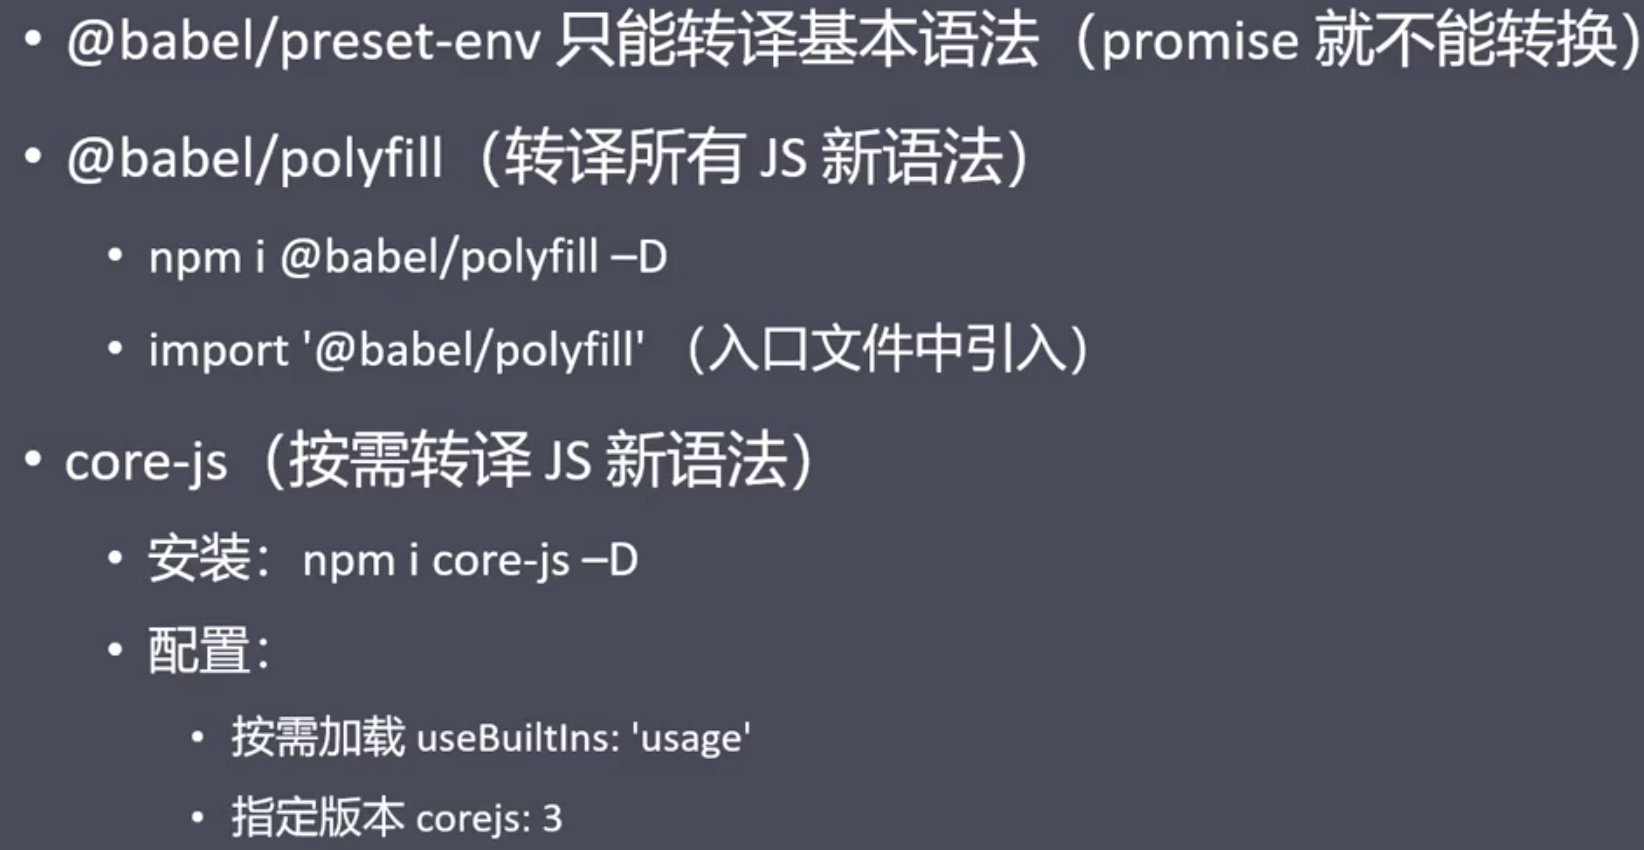 • @babel/preset-env 只能转译基本语法（promise 就不能转换）
• @babel/polyfill（转译所有 JS 新语法）
• npm i @babel/polyfill –D
• import '@babel/polyfill' （入口文件中引入）
• core-js（按需转译 JS 新语法）
• 安装：npm i core-js –D
• 配置：
• 按需加载 useBuiltIns: 'usage'
• 指定版本 corejs: 3